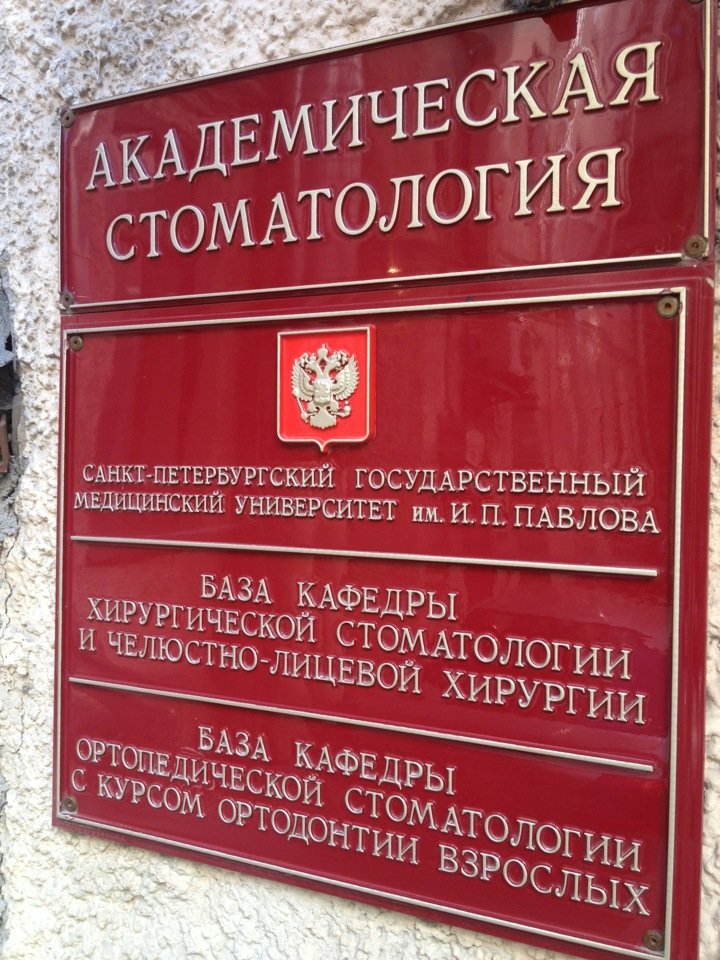 АКАДЕМИЧЕСКАЯ
СТОМАТОЛОГИЯ
САНКТ-ПЕТЕРБУРГСКИЙ ГОСУДАРСТВЕННЫЙ
МЕДИЦИНСКИЙ УНИВЕРСИТЕТ ИМ. И. П. ПАВЛОВА
БАЗА КАФЕДРЫ
ХИРУРГИЧЕСКОЙ СТОМАТОЛОГИИ
И ЧЕЛЮСТНО-ЛИЦЕВОЙ ХИРУРГИИ
БАЗА КАФЕДРЫ
ОРТОПЕДИЧЕСКОЙ СТОМАТОЛОГИИ
С КУРСОМ ОРТОДОНТИИ ВЗРОСЛЫХ